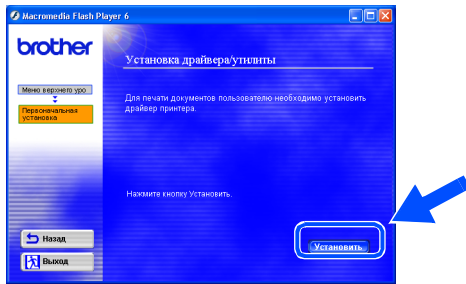 Macromedia Flash Player 6
brother
Установка драйвера/утилиты
Меню верхнего уро
Первоначальная
установка
Для печати документов пользователю необходимо установить
драйвер принтера.
Нажмите кнопку Установить.
Установить
Назад
Выход